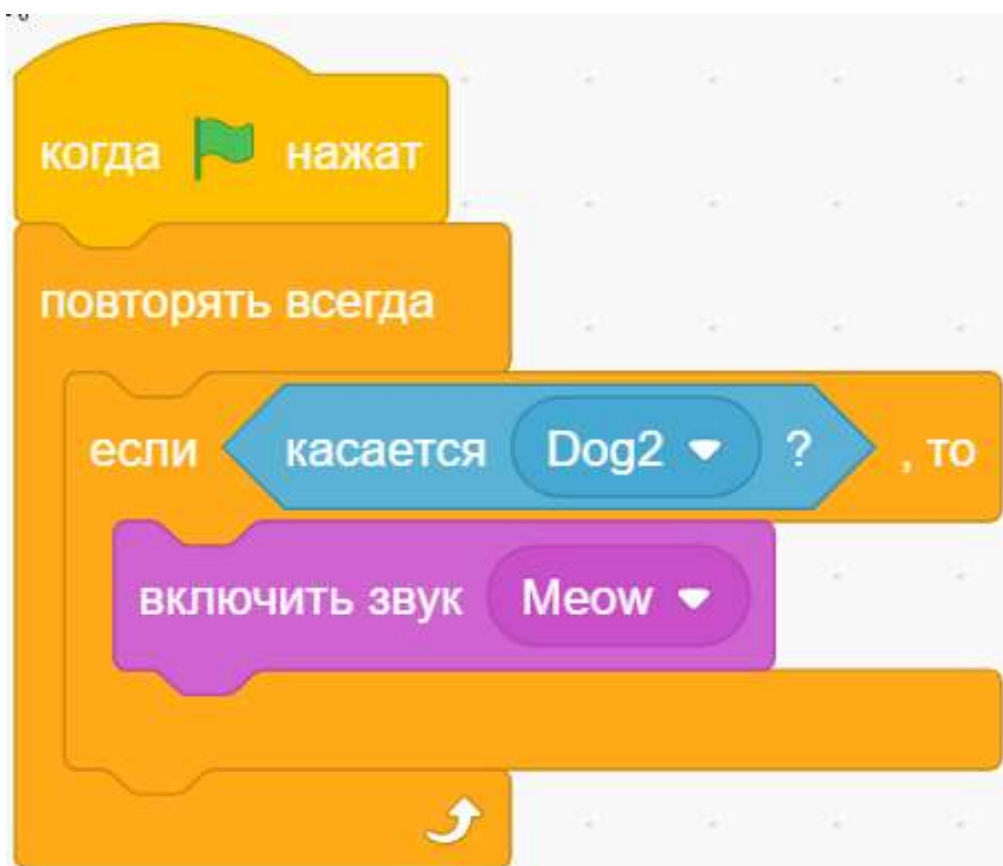 когда нажат
повторять всегда
если касается Dog2 ? , то
включить звук Meow